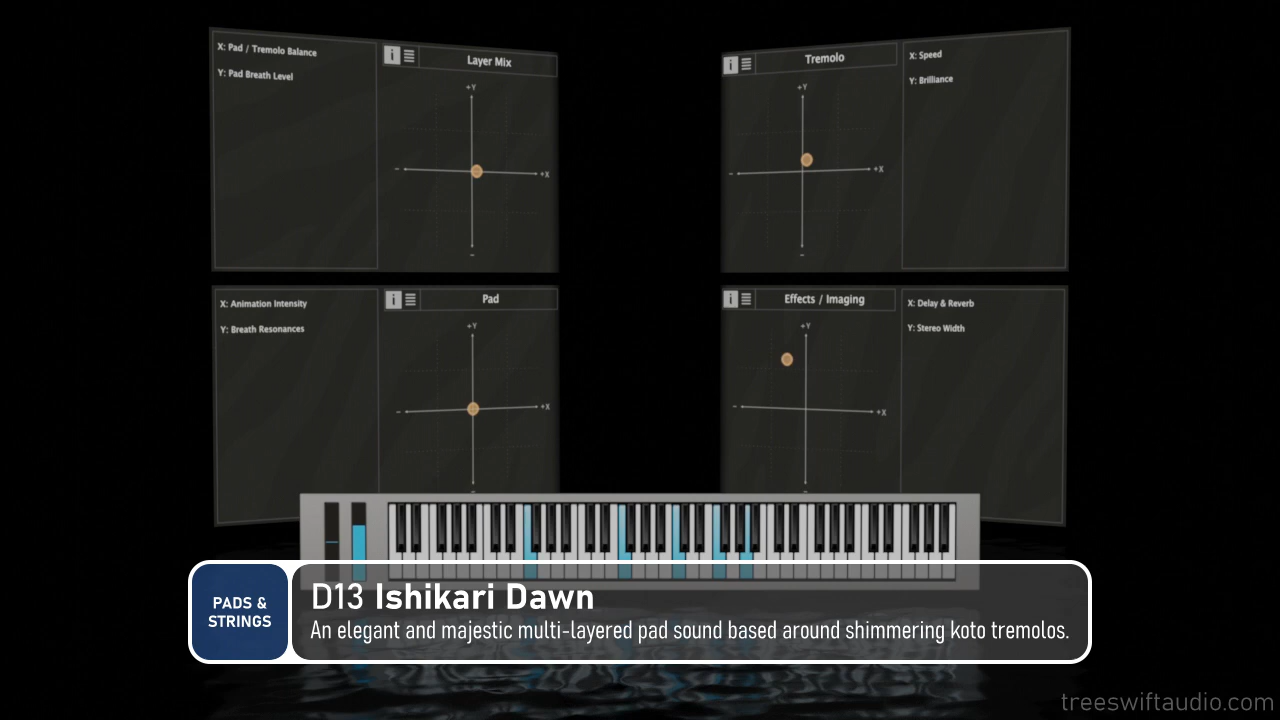 X: Pad / Tremolo Balance
Y: Pad Breath Level
i
Layer Mix
+Y
-
+X
-
i
Tremolo
+Y
-
+X
-
X: Speed
Y: Brilliance
X: Animation Intensity
Y: Breath Resonances
i
Pad
+Y
-
+X
-
i
Effects / Imaging
+Y
-
+X
-
X: Delay & Reverb
Y: Stereo Width
PADS &
STRINGS
D13 Ishikari Dawn
An elegant and majestic multi-layered pad sound based around shimmering koto tremolos.
treeswiftaudio.com